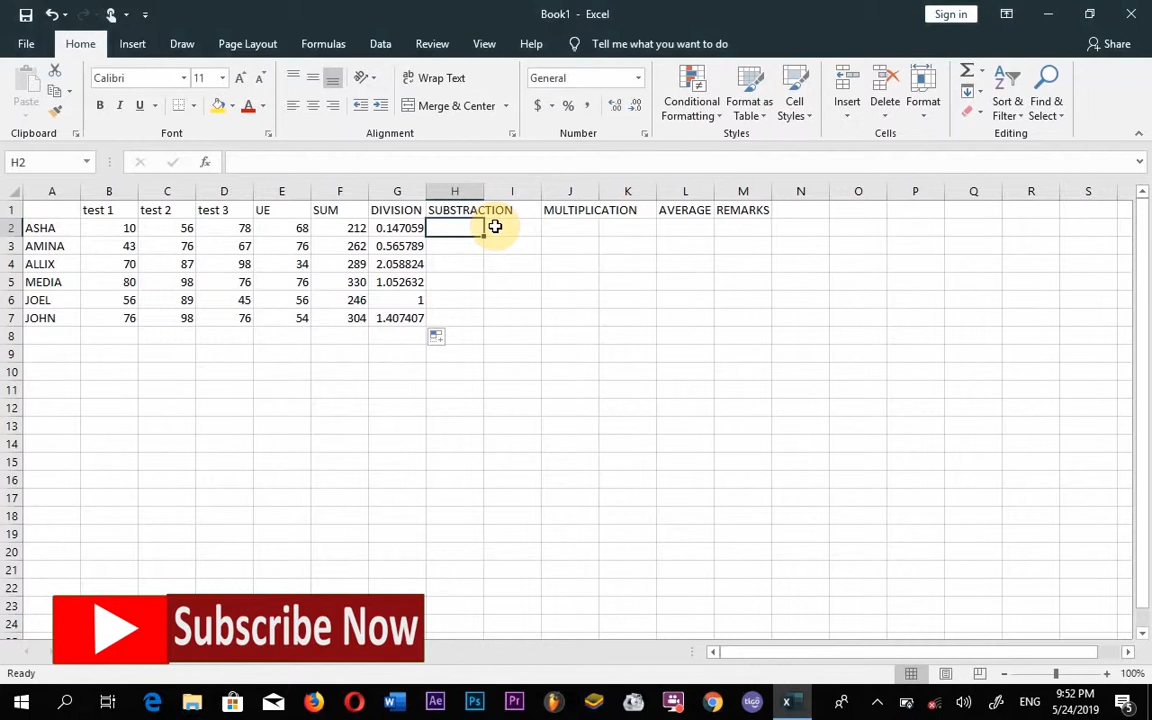 Book1 - Excel
Sign in
File Home Insert Draw Page Layout Formulas Data Review View Help Tell me what you want to do Share
Paste
Calibri 11
B I U
A
Wrap Text
Merge & Center
General
$ % ,
Conditional Formatting
Format as Table
Cell Styles
Insert Delete Format
Sort & Filter
Find & Select
Clipboard Font Alignment Number Styles Cells Editing
H2 fx
A B C D E F G H I J K L M N O P Q R S
1 test 1 test 2 test 3 UE SUM DIVISION SUBSTRACTION MULTIPLICATION AVERAGE REMARKS
2 ASHA 10 56 78 68 212 0.147059
3 AMINA 43 76 67 76 262 0.565789
4 ALLIX 70 87 98 34 289 2.058824
5 MEDIA 80 98 76 76 330 1.052632
6 JOEL 56 89 45 56 246 1
7 JOHN 76 98 76 54 304 1.407407
8
9
10
11
12
13
14
15
16
17
18
19
20
21
22
23
24
Subscribe Now
Ready
100%
ENG
9:52 PM
5/24/2019
5